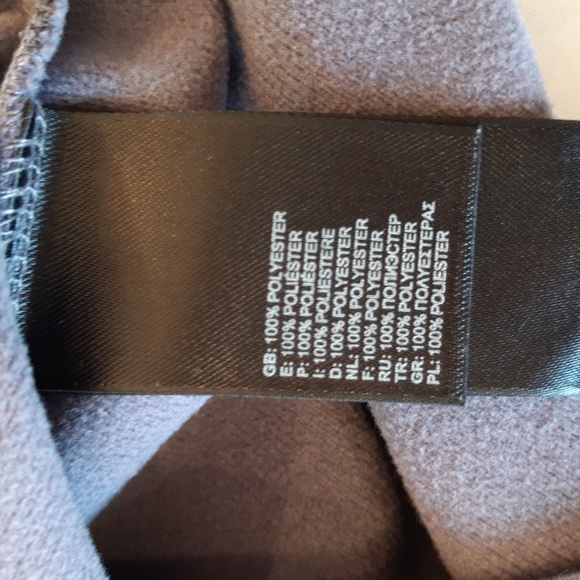 GB: 100% POLYESTER
E: 100% POLIÉSTER
P: 100% POLIÉSTER
I: 100% POLIESTERE
D: 100% POLYESTER
NL: 100% POLYESTER
F: 100% POLYESTER
RU: 100% ПОЛИЭСТЕР
TR: 100% POLYESTER
GR: 100% ΠΟΛΥΕΣΤΕΡΑΣ
PL: 100% POLIESTER